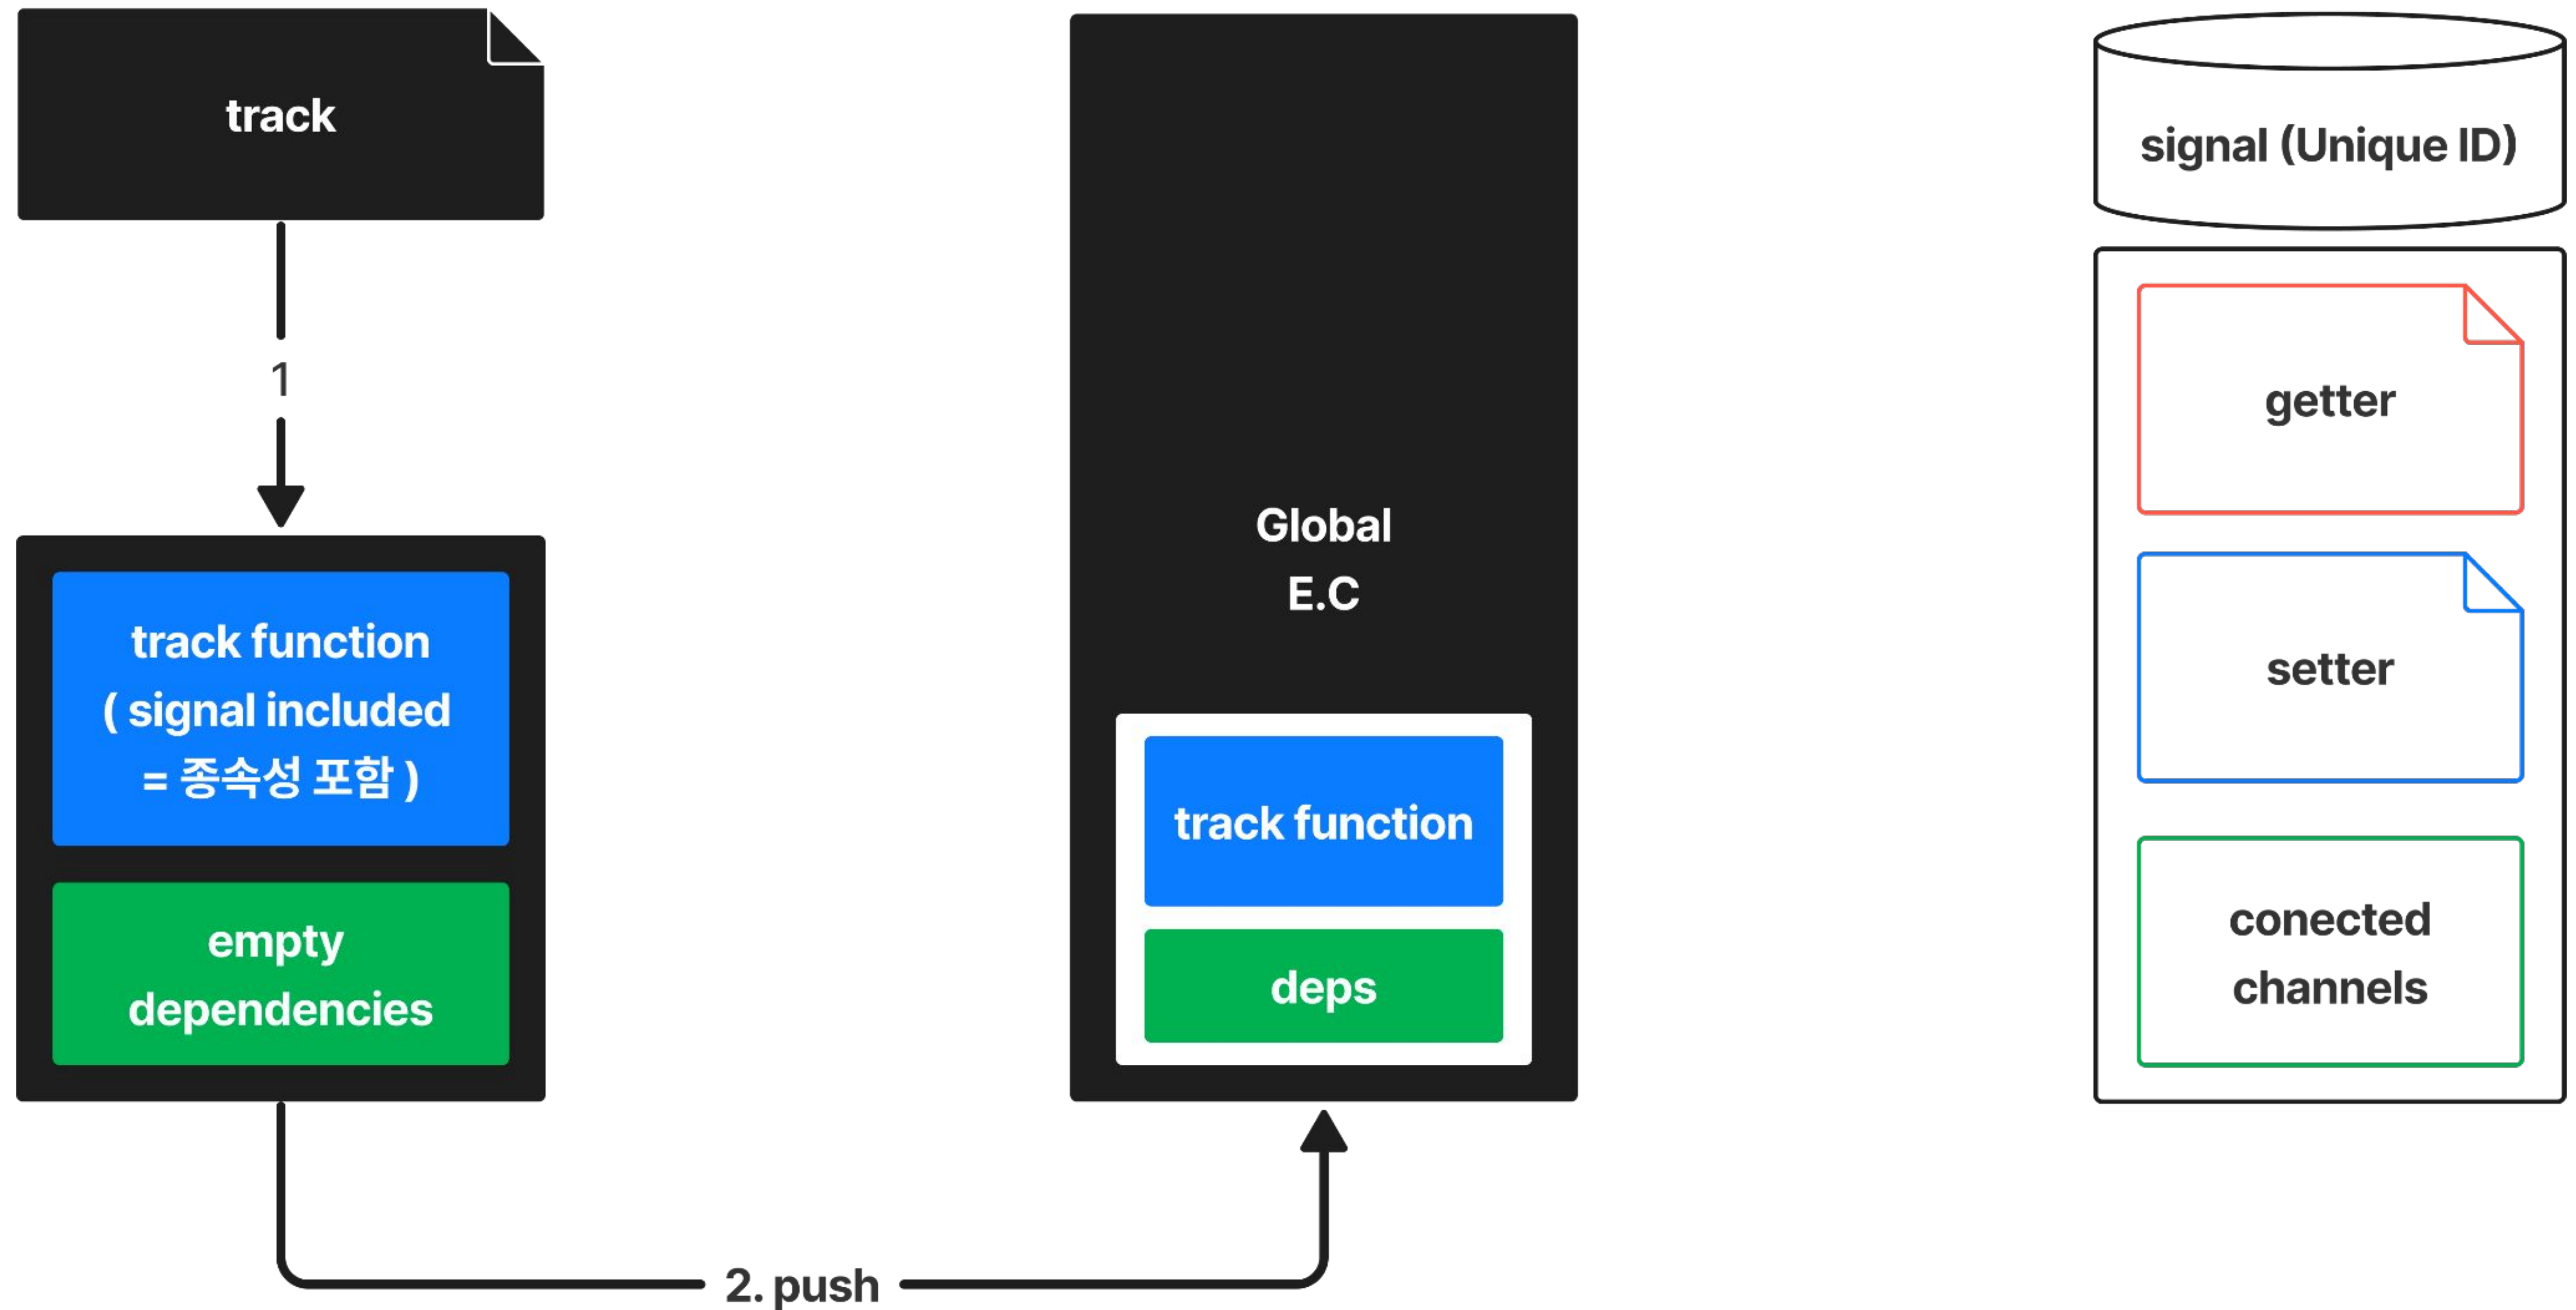 track
1
track function
( signal included
= 종속성 포함 )
empty
dependencies
2. push
Global
E.C
track function
deps
signal (Unique ID)
getter
setter
conected
channels